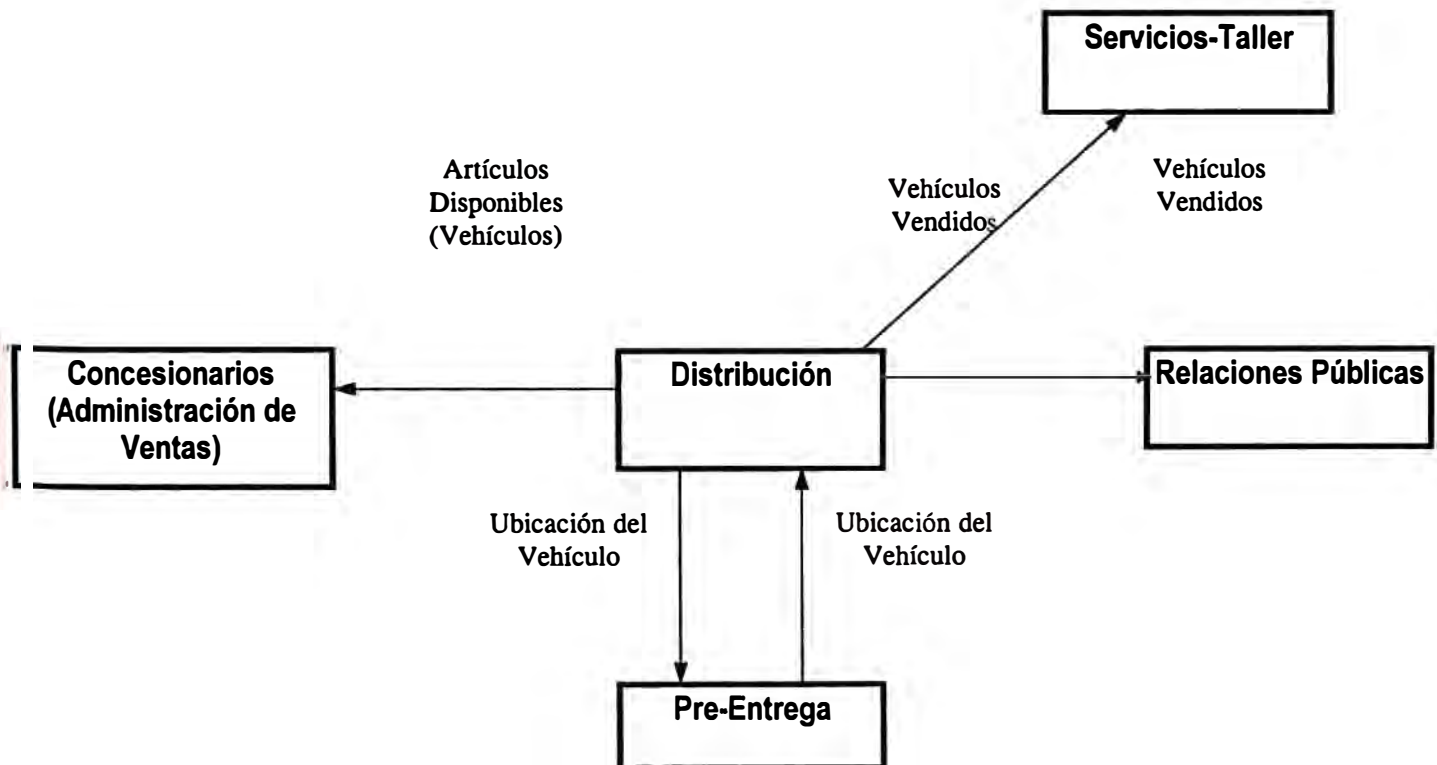 Servicios-Taller
Artículos
Disponibles
(Vehículos)
Vehículos
Vendidos
Vehículos
Vendidos
Concesionarios
(Administración de
Ventas)
Distribución
Relaciones Públicas
Ubicación del
Vehículo
Ubicación del
Vehículo
Pre-Entrega